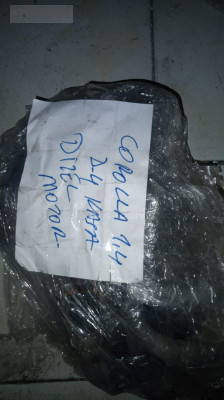 COROLLA 1.4
D-4 KASA
DİZEL
MOTOR